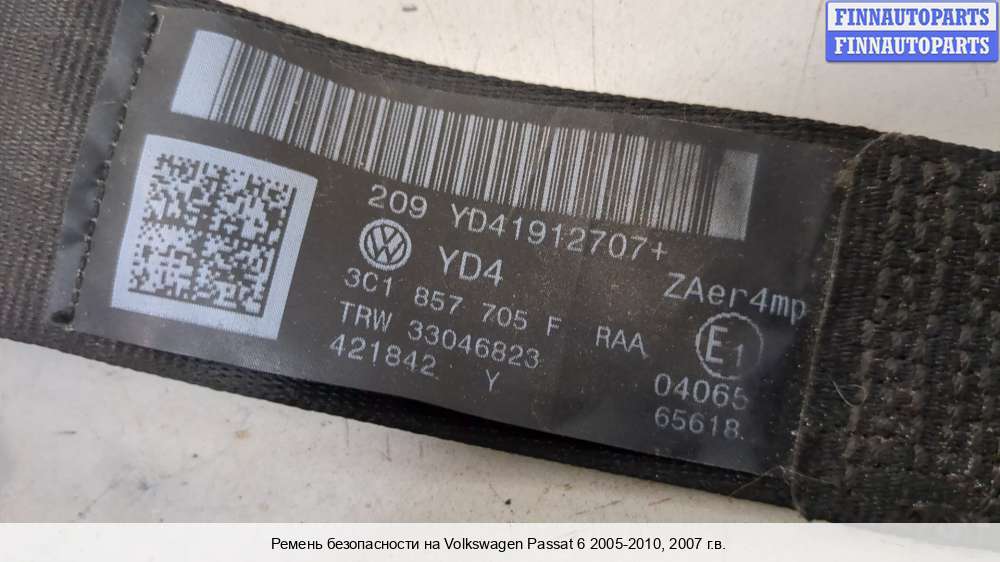 FINNAUTOPARTS
FINNAUTOPARTS
209 YD41912707+
YD4
ZAer4mp
3C1 857 705 F RAA
E1
TRW 33046823
04065
421842 Y
65618
Ремень безопасности на Volkswagen Passat 6 2005-2010, 2007 г.в.